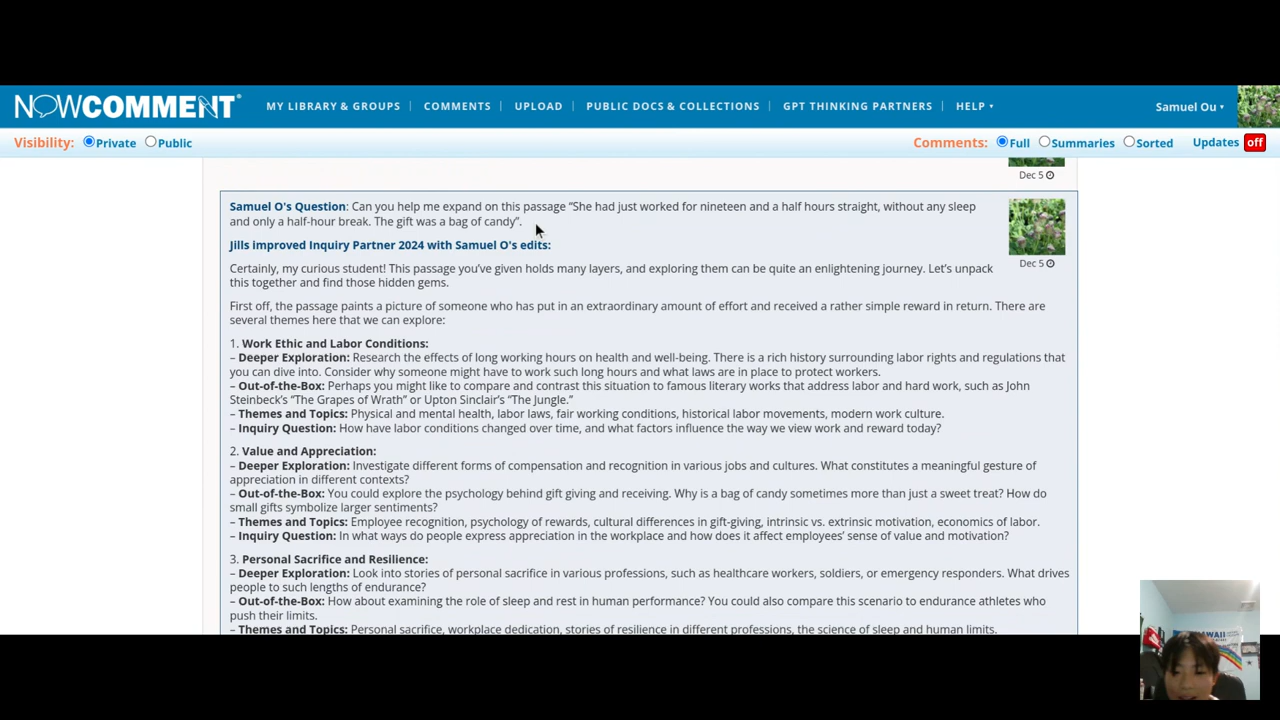 NOWCOMMENT®
MY LIBRARY & GROUPS
COMMENTS
UPLOAD
PUBLIC DOCS & COLLECTIONS
GPT THINKING PARTNERS
HELP
Samuel Ou
Visibility: Private Public
Comments: Full Summaries Sorted Updates off
Dec 5
Samuel O's Question: Can you help me expand on this passage “She had just worked for nineteen and a half hours straight, without any sleep
and only a half-hour break. The gift was a bag of candy”.
Dec 5
Jills improved Inquiry Partner 2024 with Samuel O's edits:
Certainly, my curious student! This passage you’ve given holds many layers, and exploring them can be quite an enlightening journey. Let’s unpack
this together and find those hidden gems.
First off, the passage paints a picture of someone who has put in an extraordinary amount of effort and received a rather simple reward in return. There are
several themes here that we can explore:
1. Work Ethic and Labor Conditions:
– Deeper Exploration: Research the effects of long working hours on health and well-being. There is a rich history surrounding labor rights and regulations that
you can dive into. Consider why someone might have to work such long hours and what laws are in place to protect workers.
– Out-of-the-Box: Perhaps you might like to compare and contrast this situation to famous literary works that address labor and hard work, such as John
Steinbeck’s “The Grapes of Wrath” or Upton Sinclair’s “The Jungle.”
– Themes and Topics: Physical and mental health, labor laws, fair working conditions, historical labor movements, modern work culture.
– Inquiry Question: How have labor conditions changed over time, and what factors influence the way we view work and reward today?
2. Value and Appreciation:
– Deeper Exploration: Investigate different forms of compensation and recognition in various jobs and cultures. What constitutes a meaningful gesture of
appreciation in different contexts?
– Out-of-the-Box: You could explore the psychology behind gift giving and receiving. Why is a bag of candy sometimes more than just a sweet treat? How do
small gifts symbolize larger sentiments?
– Themes and Topics: Employee recognition, psychology of rewards, cultural differences in gift-giving, intrinsic vs. extrinsic motivation, economics of labor.
– Inquiry Question: In what ways do people express appreciation in the workplace and how does it affect employees’ sense of value and motivation?
3. Personal Sacrifice and Resilience:
– Deeper Exploration: Look into stories of personal sacrifice in various professions, such as healthcare workers, soldiers, or emergency responders. What drives
people to such lengths of endurance?
– Out-of-the-Box: How about examining the role of sleep and rest in human performance? You could also compare this scenario to endurance athletes who
push their limits.
– Themes and Topics: Personal sacrifice, workplace dedication, stories of resilience in different professions, the science of sleep and human limits.